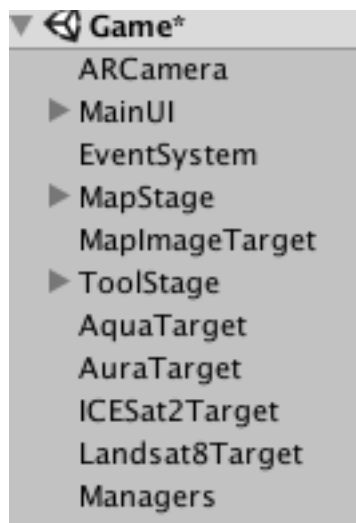 Game*
ARCamera
MainUI
EventSystem
MapStage
MapImageTarget
ToolStage
AquaTarget
AuraTarget
ICESat2Target
Landsat8Target
Managers